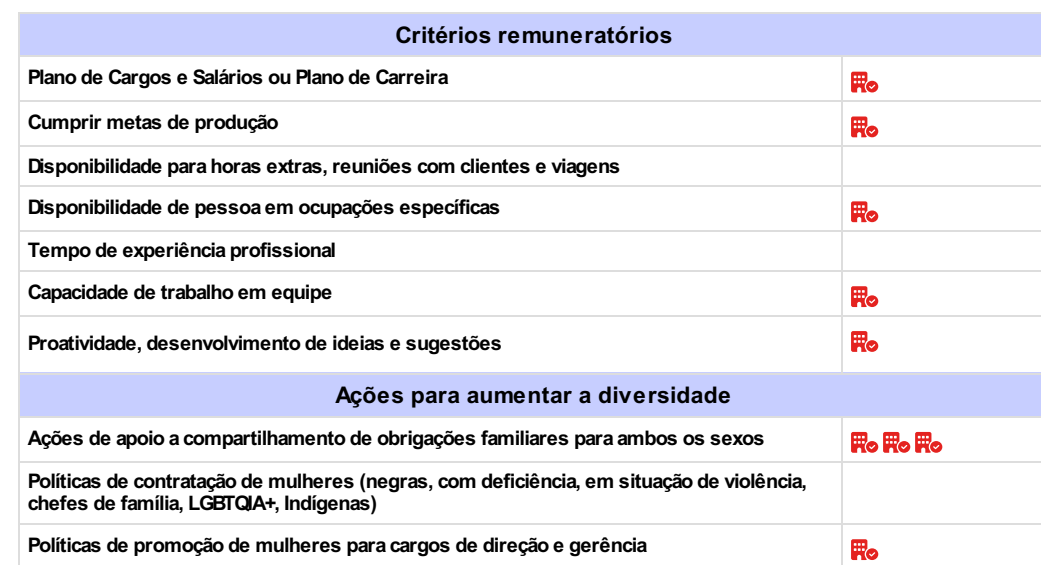 Critérios remuneratórios
Plano de Cargos e Salários ou Plano de Carreira
Cumprir metas de produção
Disponibilidade para horas extras, reuniões com clientes e viagens
Disponibilidade de pessoa em ocupações específicas
Tempo de experiência profissional
Capacidade de trabalho em equipe
Proatividade, desenvolvimento de ideias e sugestões
Ações para aumentar a diversidade
Ações de apoio a compartilhamento de obrigações familiares para ambos os sexos
Políticas de contratação de mulheres (negras, com deficiência, em situação de violência,
chefes de família, LGBTQIA+, Indígenas)
Políticas de promoção de mulheres para cargos de direção e gerência